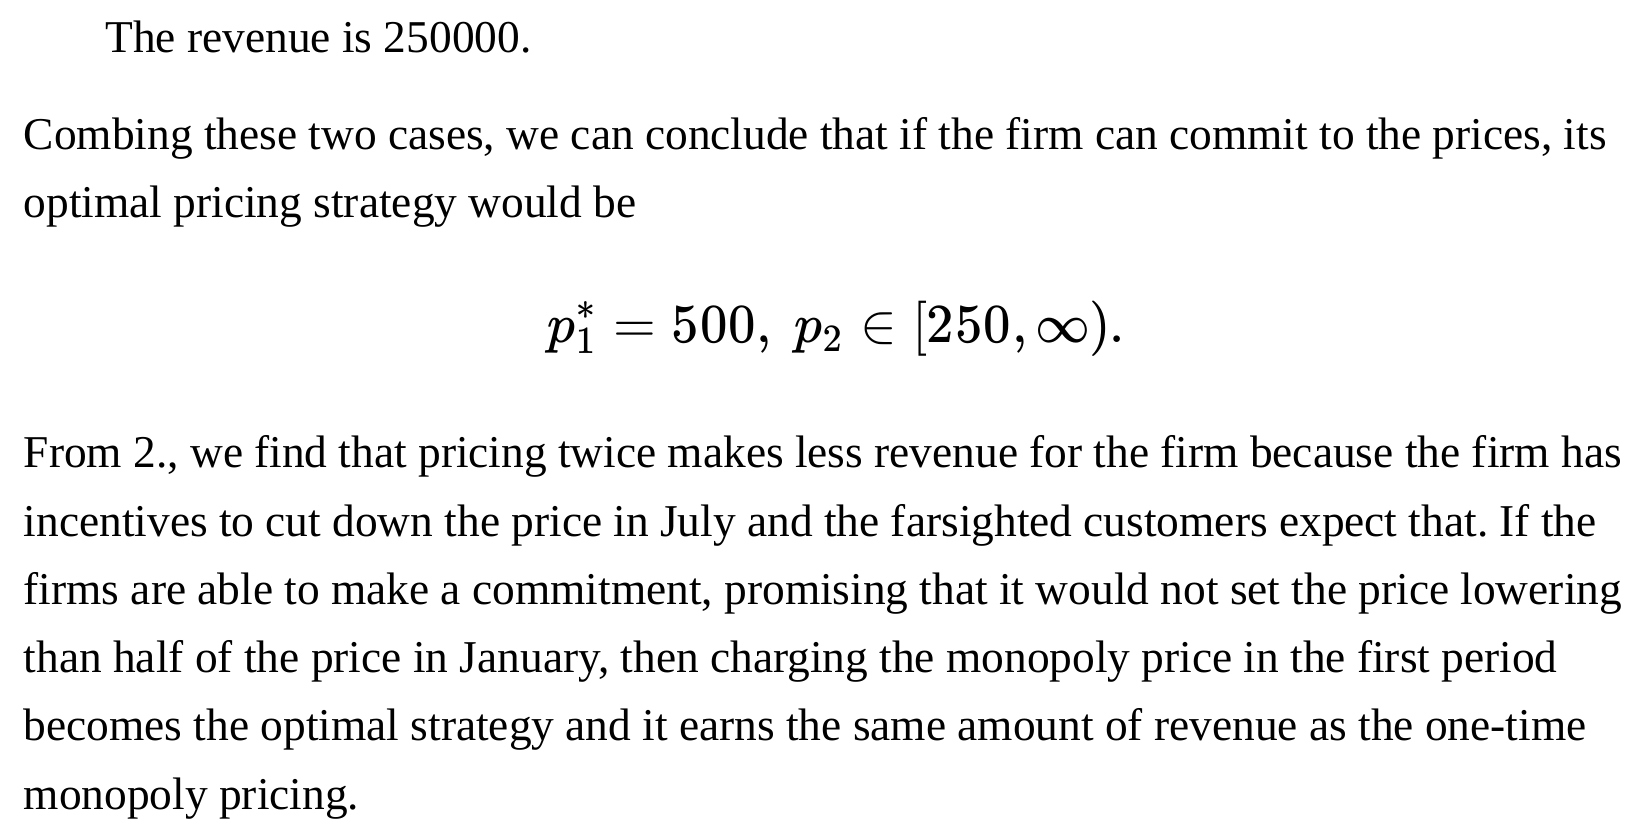 The revenue is 250000.
Combing these two cases, we can conclude that if the firm can commit to the prices, its
optimal pricing strategy would be
p₁* = 500, p₂ ∈ [250, ∞).
From 2., we find that pricing twice makes less revenue for the firm because the firm has
incentives to cut down the price in July and the farsighted customers expect that. If the
firms are able to make a commitment, promising that it would not set the price lowering
than half of the price in January, then charging the monopoly price in the first period
becomes the optimal strategy and it earns the same amount of revenue as the one-time
monopoly pricing.